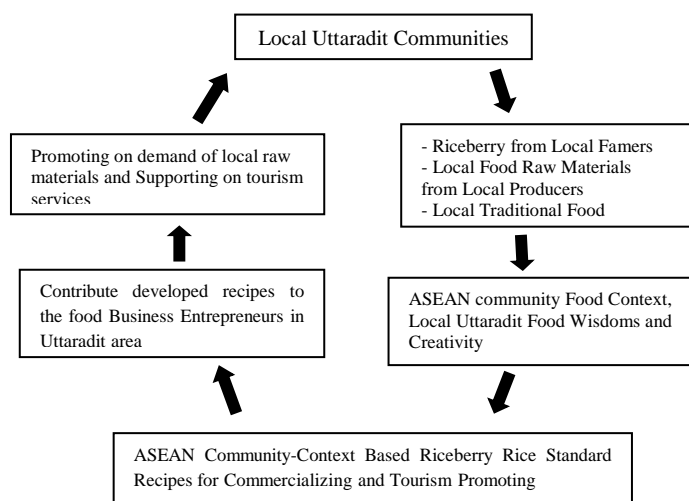 Local Uttaradit Communities
Promoting on demand of local raw
materials and Supporting on tourism
services
- Riceberry from Local Famers
- Local Food Raw Materials
from Local Producers
- Local Traditional Food
Contribute developed recipes to
the food Business Entrepreneurs in
Uttaradit area
ASEAN community Food Context,
Local Uttaradit Food Wisdoms and
Creativity
ASEAN Community-Context Based Riceberry Rice Standard
Recipes for Commercializing and Tourism Promoting